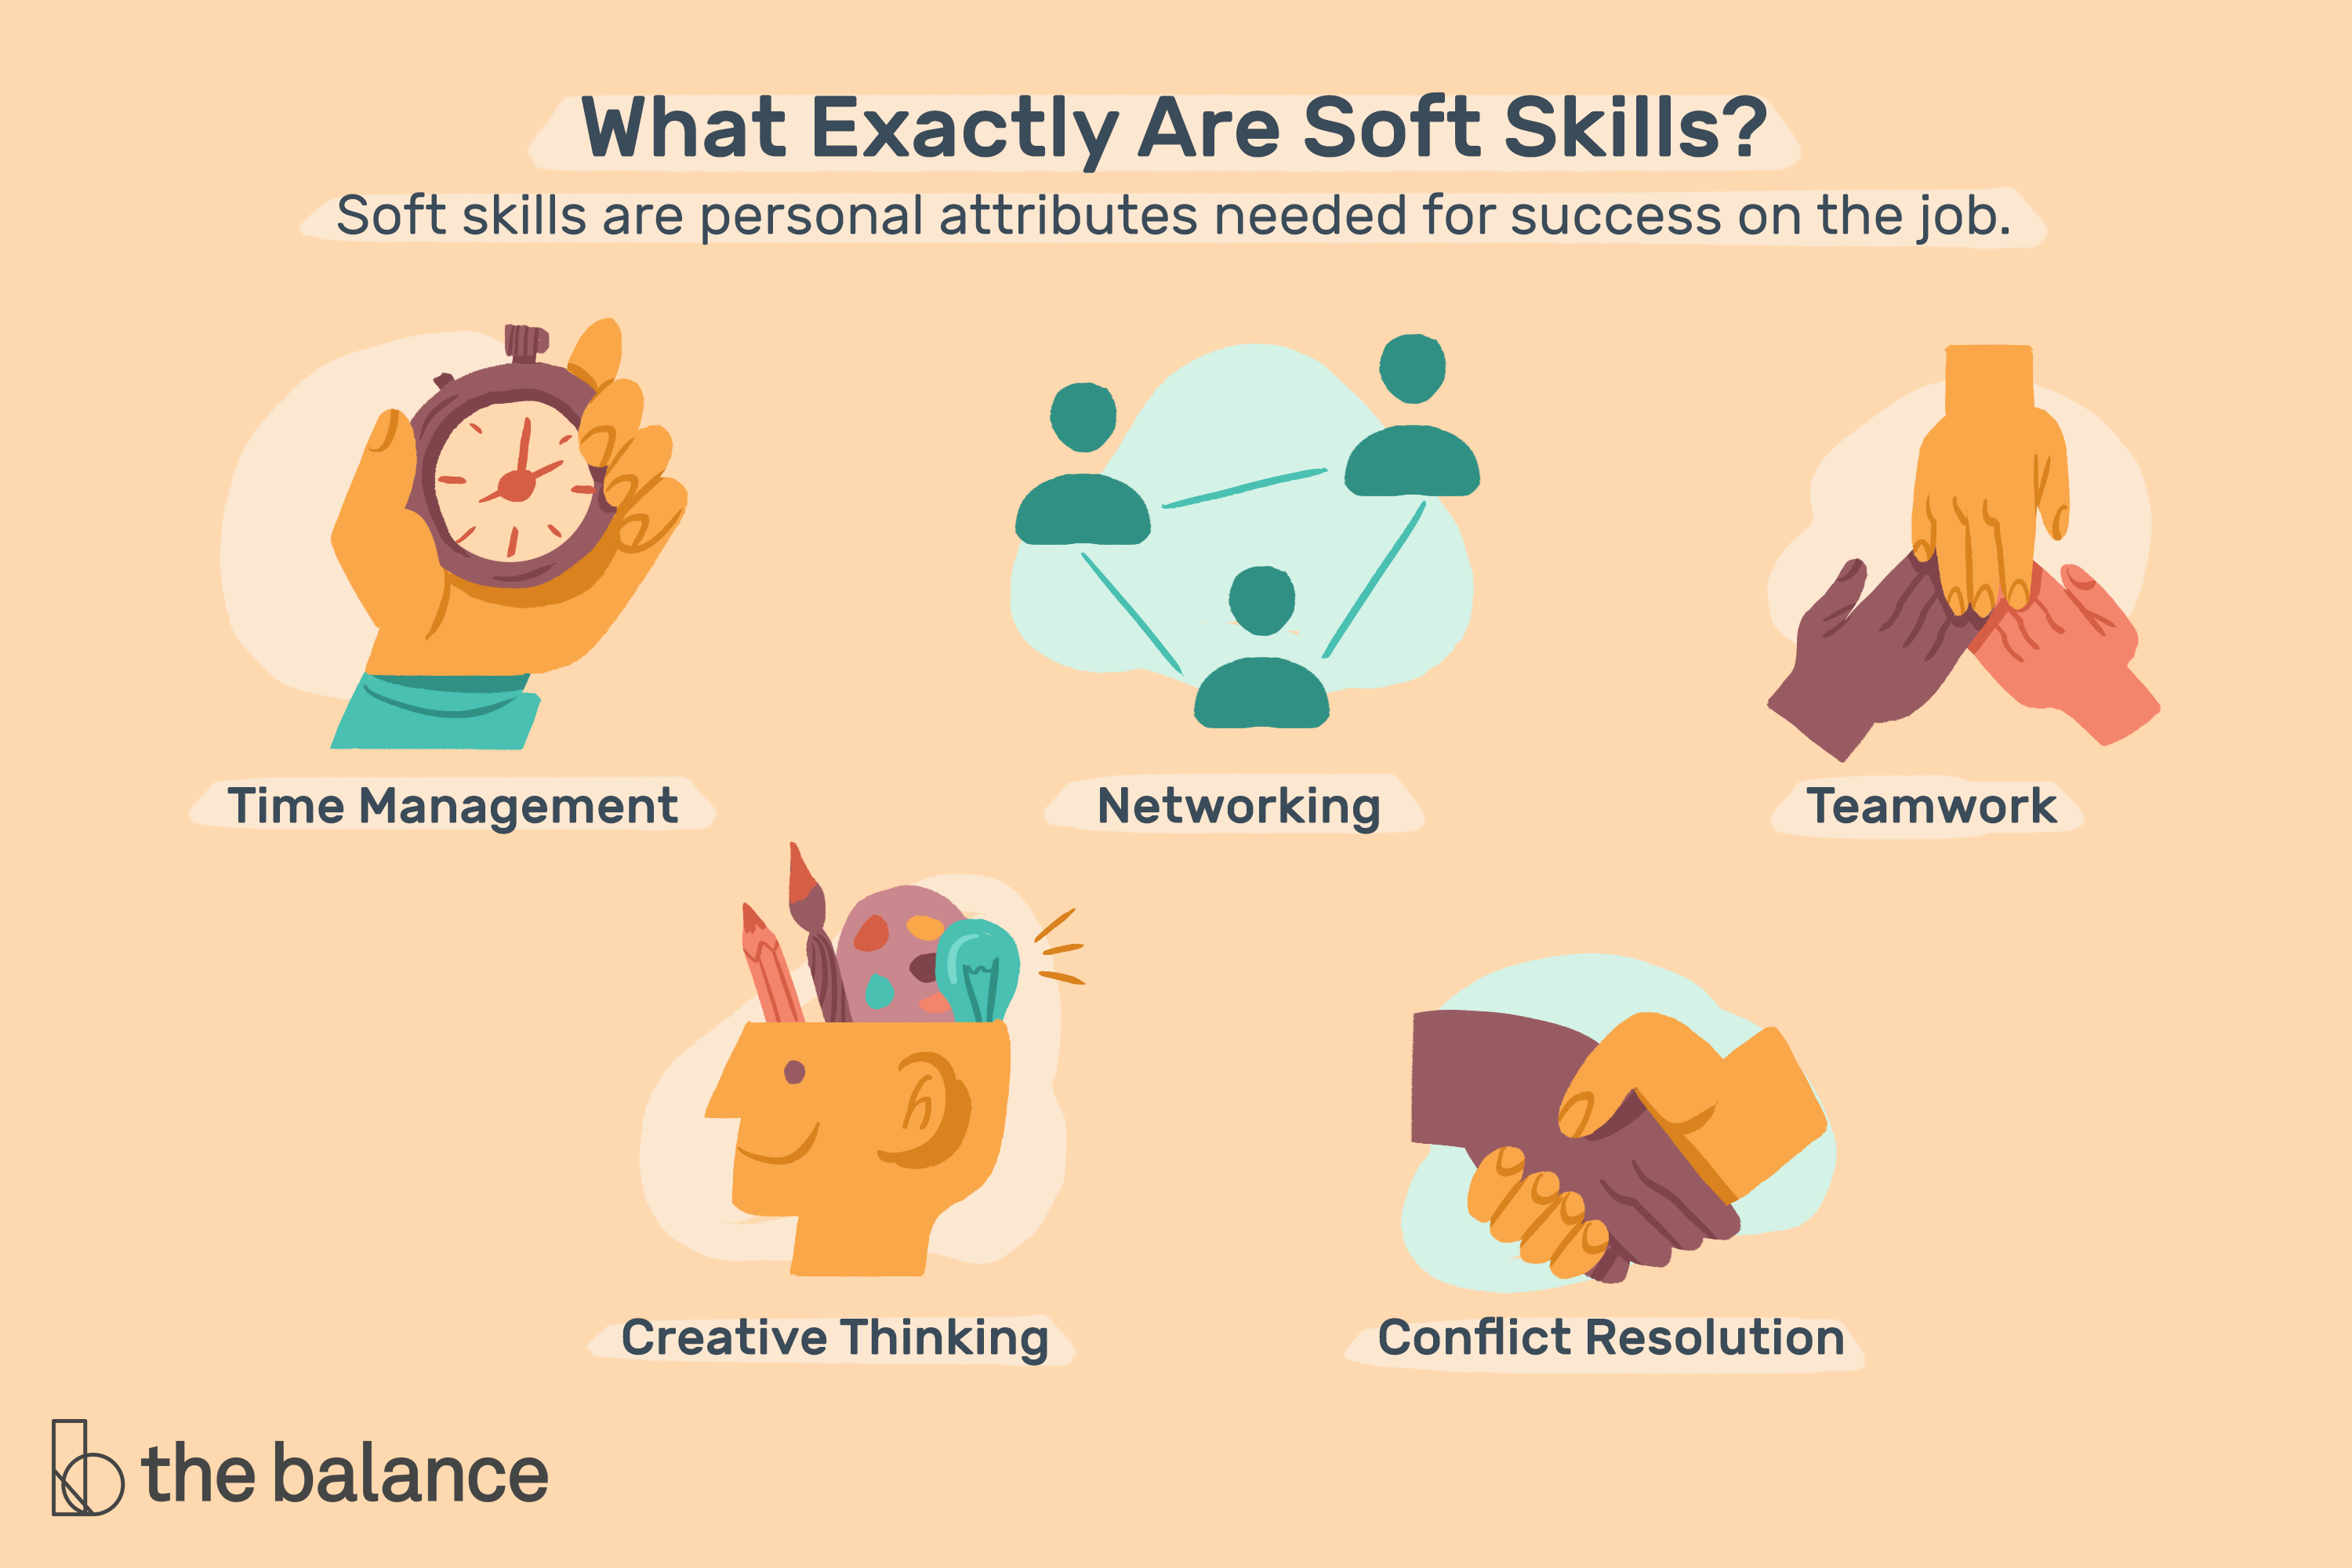 What Exactly Are Soft Skills?
Soft skills are personal attributes needed for success on the job.
Time Management
Networking
Teamwork
Creative Thinking
Conflict Resolution
the balance